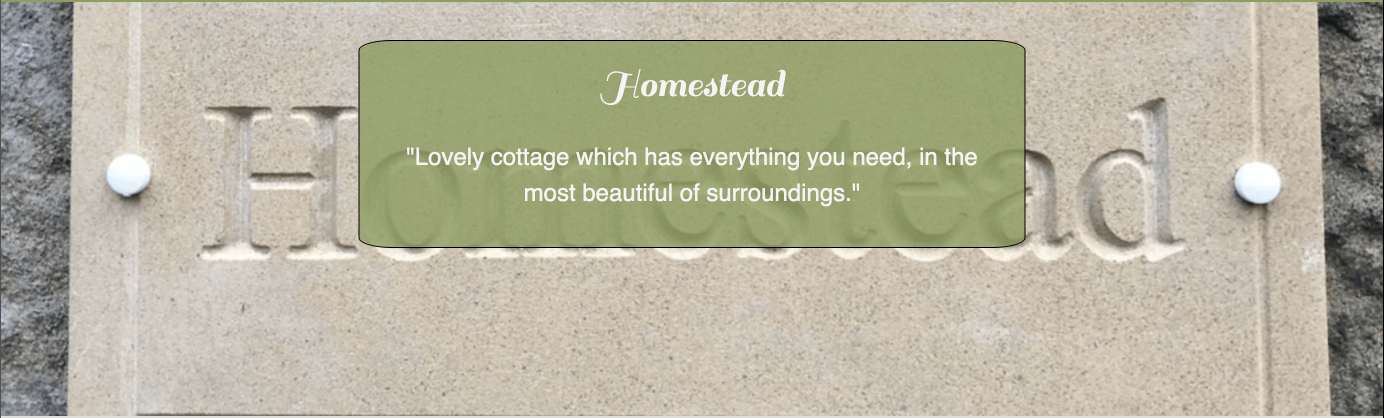 Homestead
"Lovely cottage which has everything you need, in the
most beautiful of surroundings."
Homestead